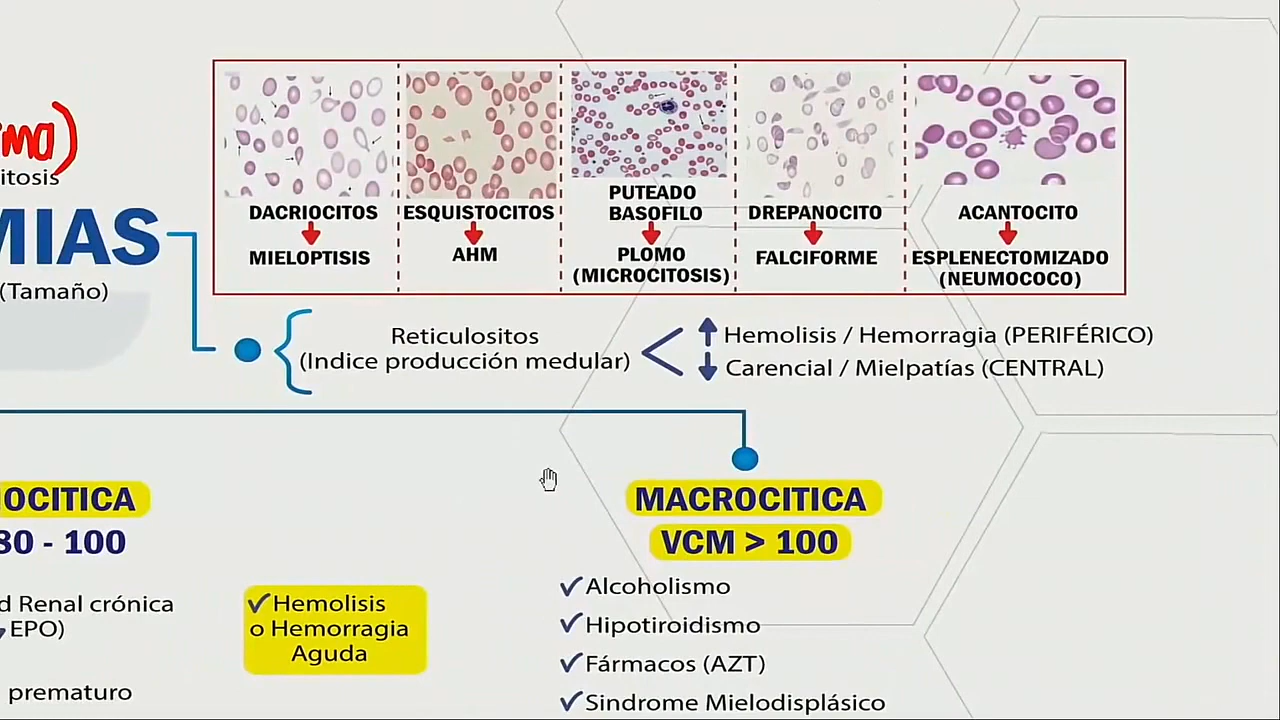 ma)
itosis
MIAS
(Tamaño)
DACRIOCITOS
MIELOPTISIS
ESQUISTOCITOS
AHM
PUTEADO
BASOFILO
PLOMO
(MICROCITOSIS)
DREPANOCITO
FALCIFORME
ACANTOCITO
ESPLENECTOMIZADO
(NEUMOCOCO)
Reticulositos
(Indice producción medular)
Hemolisis / Hemorragia (PERIFÉRICO)
Carencial / Mielpatías (CENTRAL)
OCITICA
80 - 100
d Renal crónica
EPO)
prematuro
Hemolisis
o Hemorragia
Aguda
MACROCITICA
VCM > 100
Alcoholismo
Hipotiroidismo
Fármacos (AZT)
Sindrome Mielodisplásico